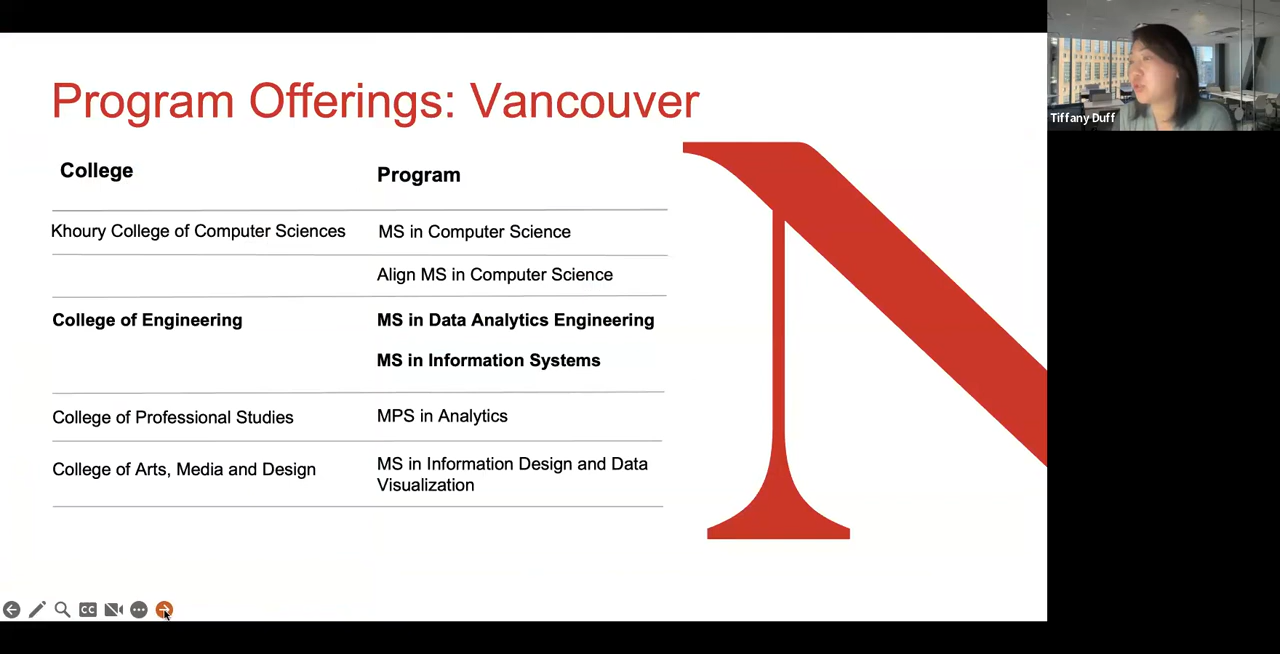 Program Offerings: Vancouver
Tiffany Duff
College
Program
Khoury College of Computer Sciences
MS in Computer Science
Align MS in Computer Science
College of Engineering
MS in Data Analytics Engineering
MS in Information Systems
College of Professional Studies
MPS in Analytics
College of Arts, Media and Design
MS in Information Design and Data
Visualization
CC